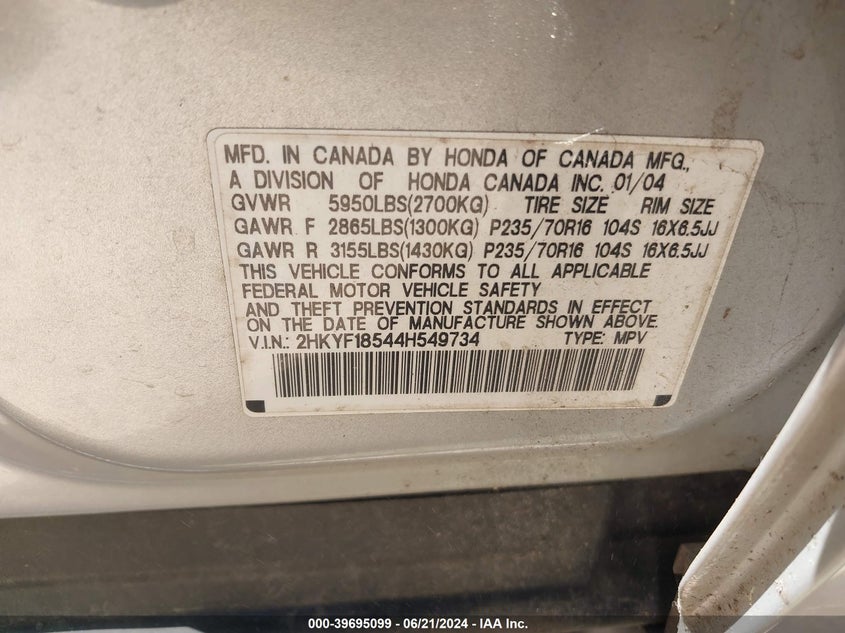 MFD. IN CANADA BY HONDA OF CANADA MFG.,
A DIVISION OF HONDA CANADA INC. 01/04
GVWR 5950LBS(2700KG) TIRE SIZE RIM SIZE
GAWR F 2865LBS(1300KG) P235/70R16 104S 16X6.5JJ
GAWR R 3155LBS(1430KG) P235/70R16 104S 16X6.5JJ
THIS VEHICLE CONFORMS TO ALL APPLICABLE
FEDERAL MOTOR VEHICLE SAFETY
AND THEFT PREVENTION STANDARDS IN EFFECT
ON THE DATE OF MANUFACTURE SHOWN ABOVE.
V.I.N.: 2HKYF18544H549734 TYPE: MPV
000-39695099 / 06/21/2024 - IAA Inc.